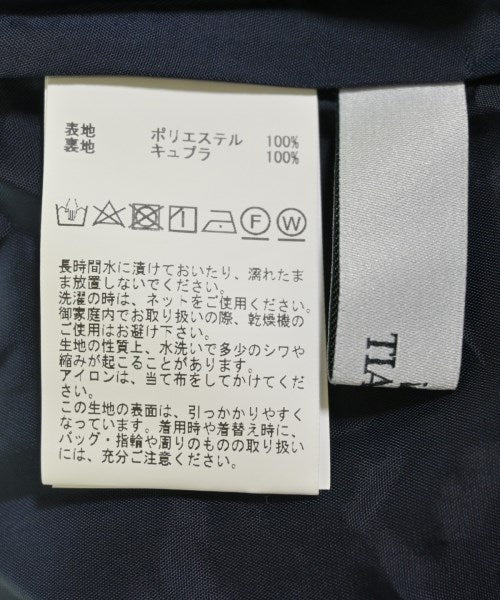 表地 ポリエステル 100%
裏地 キュプラ 100%
F W
長時間水に漬けておいたり、濡れたま
ま放置しないでください。
洗濯の時は、ネットをご使用ください。
御家庭内でお取り扱いの際、乾燥機の
ご使用はお避け下さい。
生地の性質上、水洗いで多少のシワや
縮みが起こることがあります。
アイロンは、当て布をしてかけてくだ
さい。
この生地の表面は、引っかかりやすく
なっています。着用時や着替え時に、
バッグ・指輪や周りのものの取り扱い
には、充分ご注意ください。
TIA